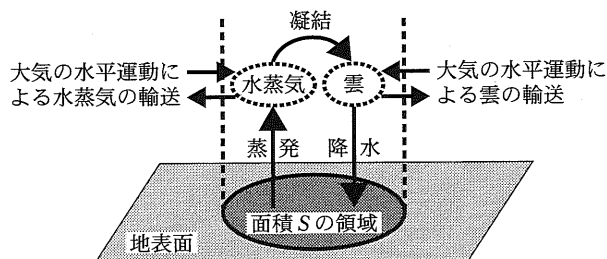 凝結
大気の水平運動に
よる水蒸気の輸送
水蒸気
雲
大気の水平運動に
よる雲の輸送
蒸発
降水
面積Sの領域
地表面